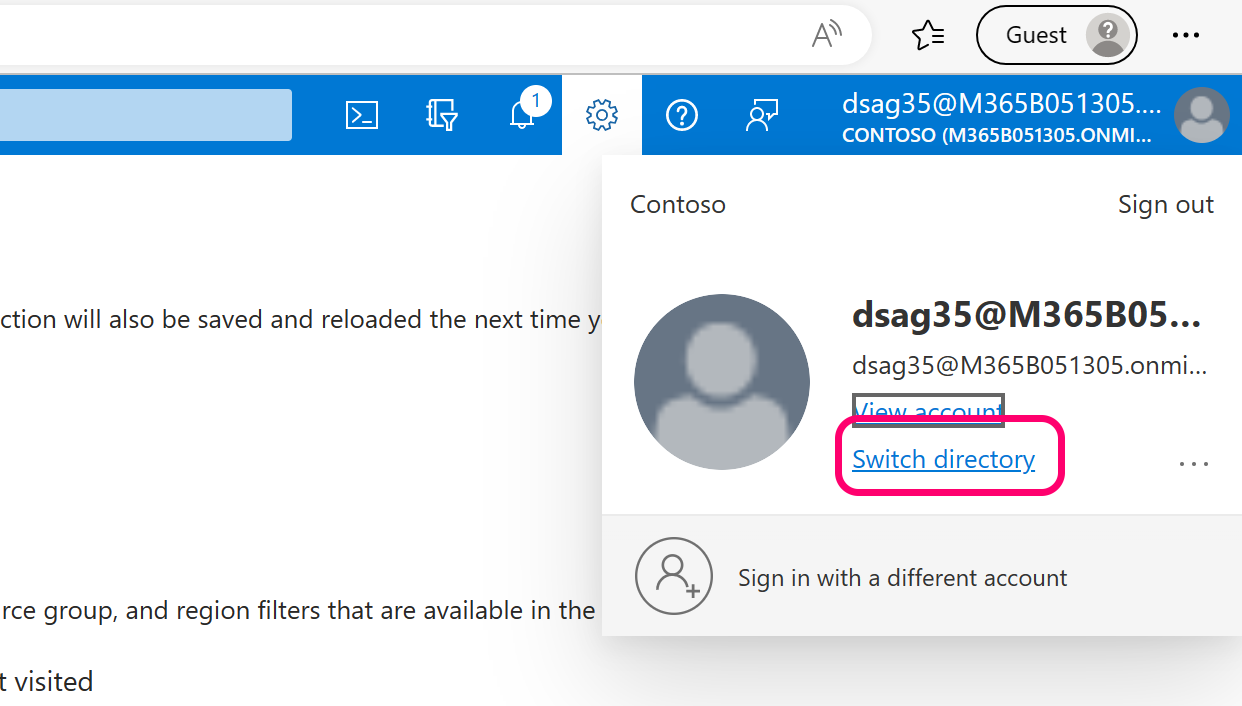 Guest
1
dsag35@M365B051305....
CONTOSO (M365B051305.ONMI...
Contoso
Sign out
ction will also be saved and reloaded the next time y
dsag35@M365B05...
dsag35@M365B051305.onmi...
View account
Switch directory
Sign in with a different account
rce group, and region filters that are available in the
t visited